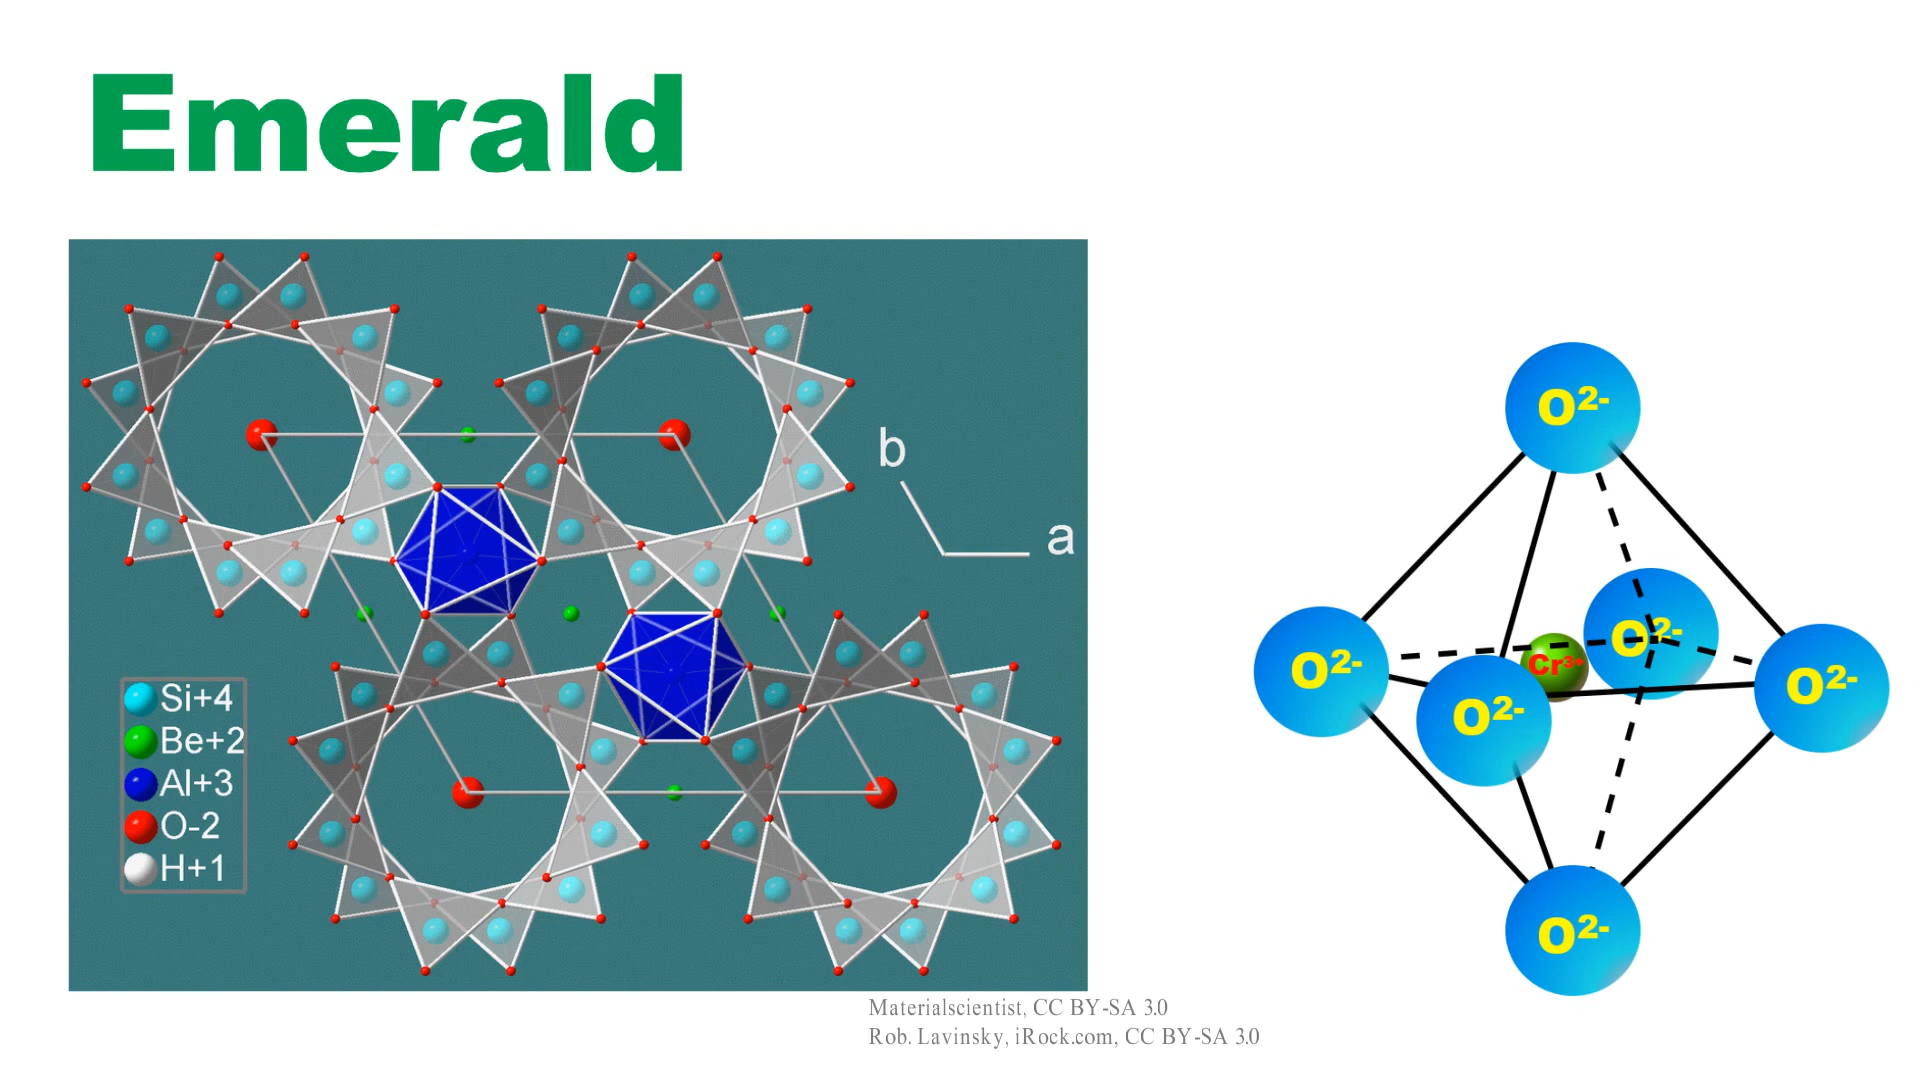 Emerald
b
a
Si+4
Be+2
Al+3
O-2
H+1
O²⁻
O²⁻
O²⁻
Cr³⁺
O²⁻
O²⁻
O²⁻
Materialscientist, CC BY-SA 3.0
Rob. Lavinsky, iRock.com, CC BY-SA 3.0